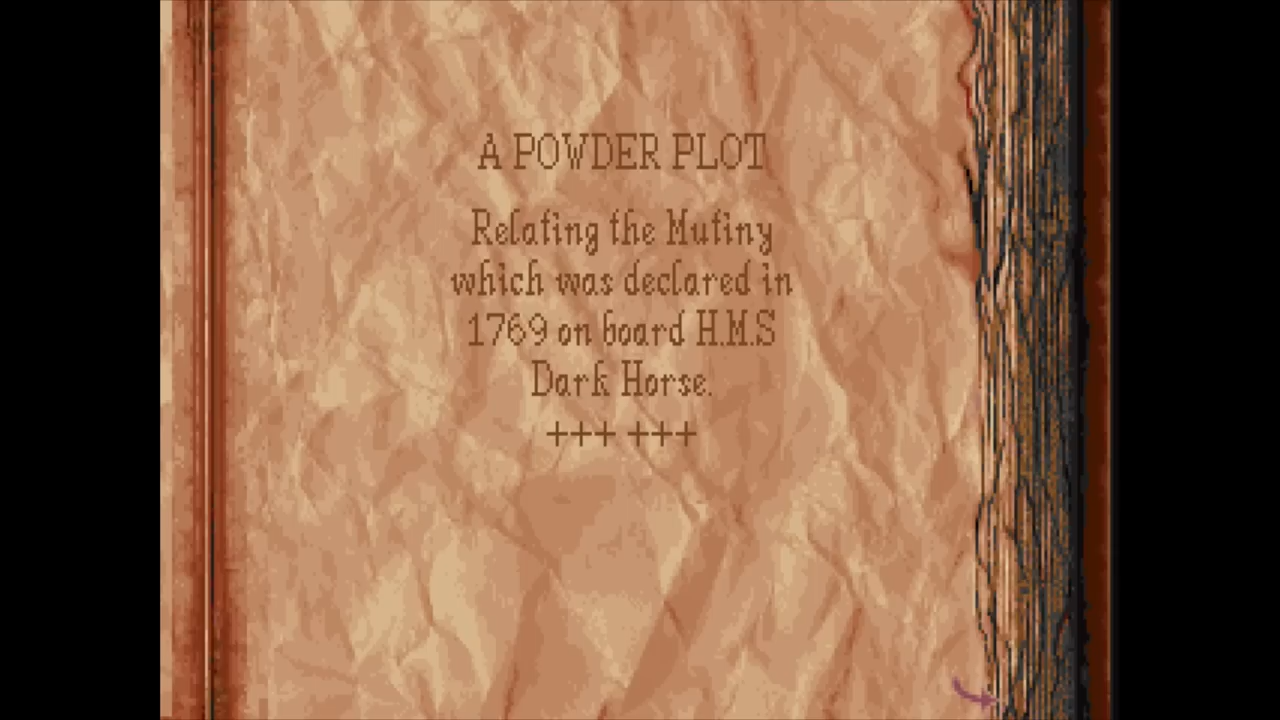 A POWDER PLOT
Relating the Mutiny
which was declared in
1769 on board H.M.S
Dark Horse.
+++ +++